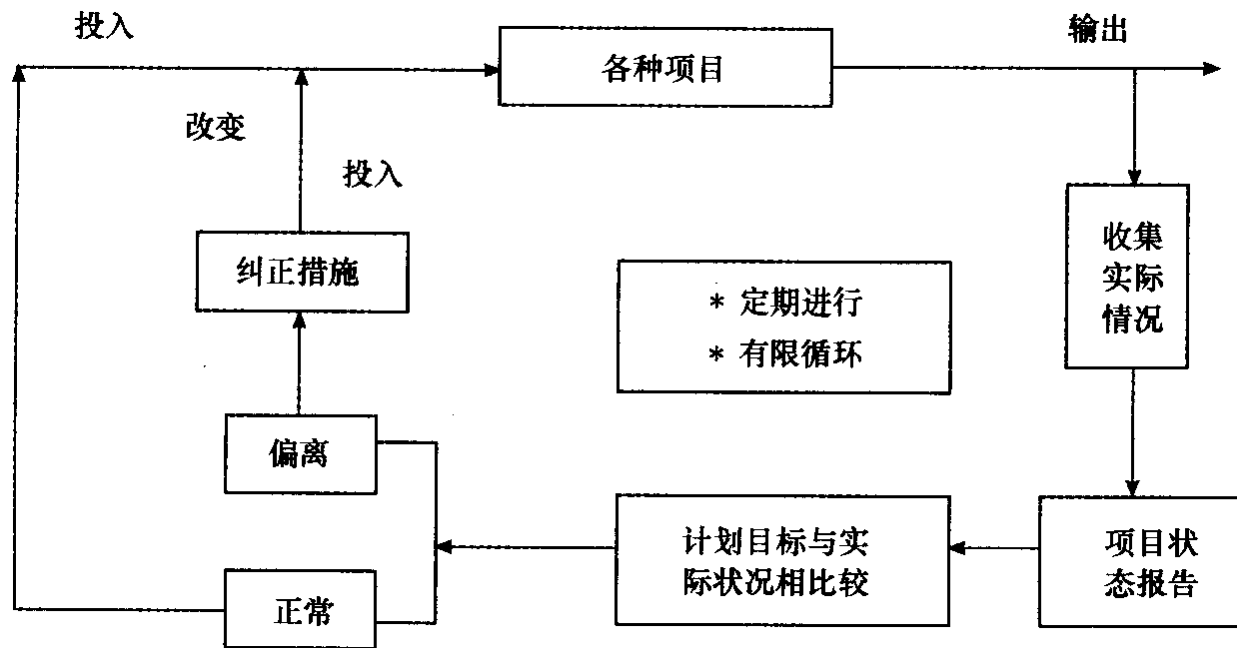 投入
输出
各种项目
改变
投入
收集
实际
情况
纠正措施
* 定期进行
* 有限循环
偏离
计划目标与实
际状况相比较
项目状
态报告
正常